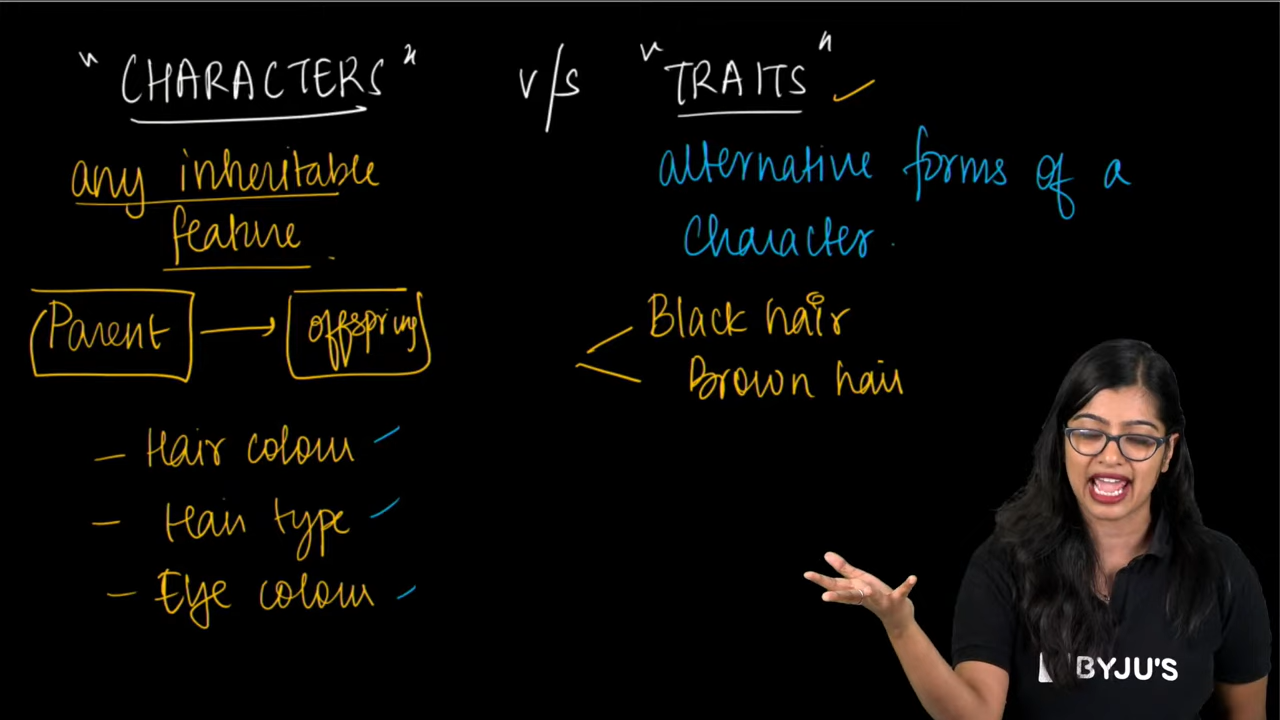 "CHARACTERS" v/s "TRAITS"
any inheritable
feature.
Parent → offspring
- Hair colour
- Hair type
- Eye colour
alternative forms of a
character.
Black hair
Brown hair
BYJU'S